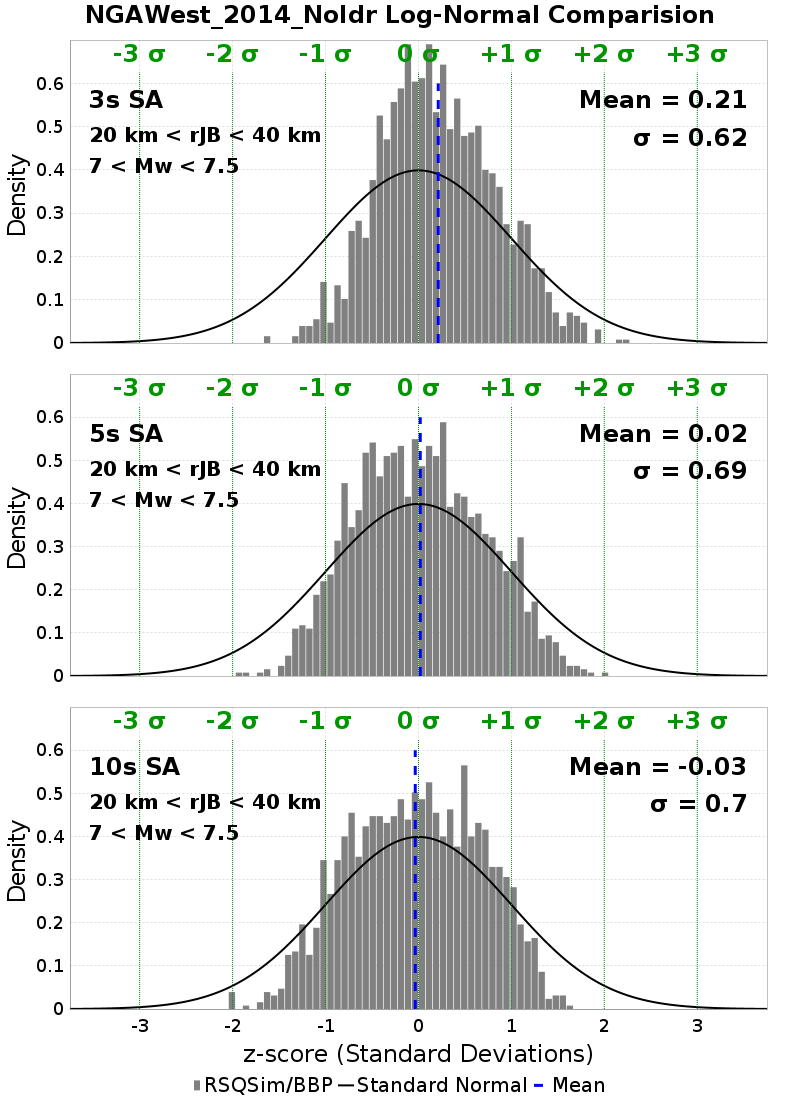 NGAWest_2014_NoIdr Log-Normal Comparision
-3 σ -2 σ -1 σ 0 σ +1 σ +2 σ +3 σ
3s SA
Mean = 0.21
20 km < rJB < 40 km
σ = 0.62
7 < Mw < 7.5
Density
0.6
0.5
0.4
0.3
0.2
0.1
0
-3 σ -2 σ -1 σ 0 σ +1 σ +2 σ +3 σ
5s SA
Mean = 0.02
20 km < rJB < 40 km
σ = 0.69
7 < Mw < 7.5
Density
0.6
0.5
0.4
0.3
0.2
0.1
0
-3 σ -2 σ -1 σ 0 σ +1 σ +2 σ +3 σ
10s SA
Mean = -0.03
20 km < rJB < 40 km
σ = 0.7
7 < Mw < 7.5
Density
0.6
0.5
0.4
0.3
0.2
0.1
0
-3 -2 -1 0 1 2 3
z-score (Standard Deviations)
RSQSim/BBP Standard Normal Mean